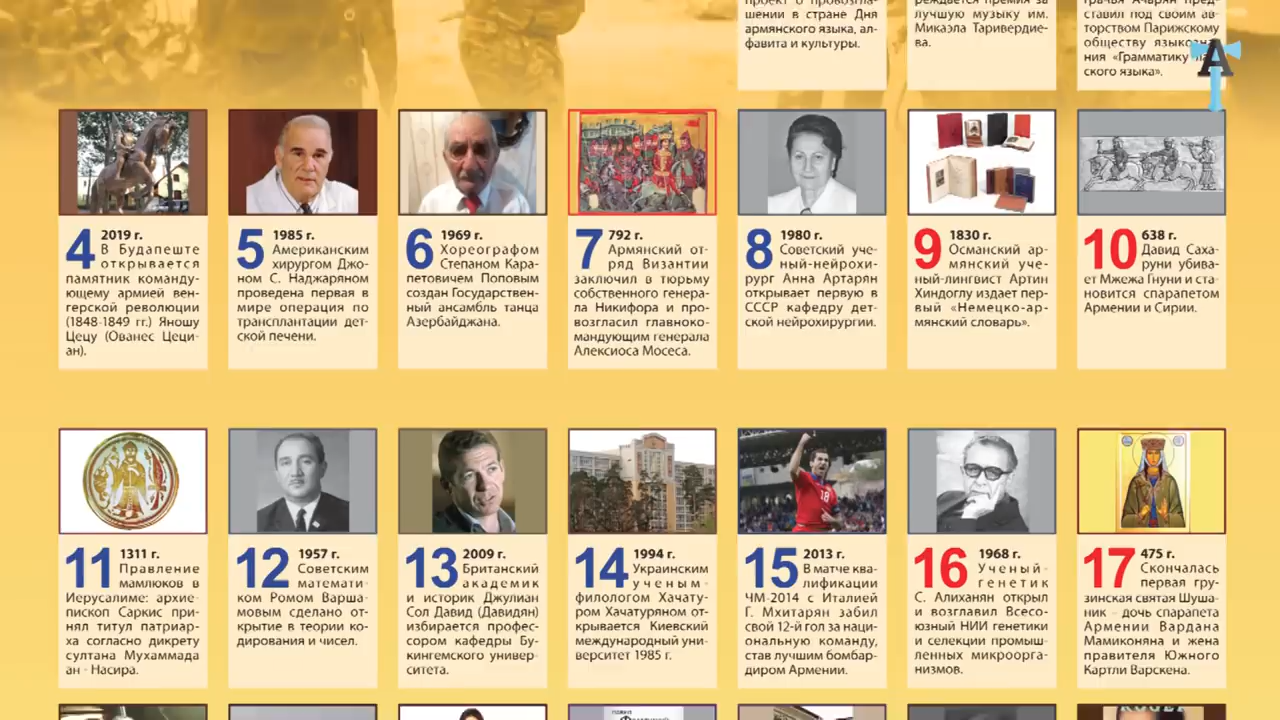 проект о провозгла-
шении в стране Дня
армянского языка, ал-
фавита и культуры.
реждается премия за
лучшую музыку им.
Микаэла Таривердие-
ва.
Грачья Ачарян пред-
ставил под своим ав-
торством Парижскому
обществу языкозна-
ния «Грамматику
ского языка».
4 2019 г.
В Будапеште
открывается
памятник команду-
ющему армией вен-
герской революции
(1848-1849 гг.) Яношу
Цецу (Ованес Цеци-
ан).
5 1985 г.
Американским
хирургом Джо-
ном С. Наджаряном
проведена первая в
мире операция по
трансплантации дет-
ской печени.
6 1969 г.
Хореографом
Степаном Кара-
петовичем Поповым
создан Государствен-
ный ансамбль танца
Азербайджана.
7 792 г.
Армянский от-
ряд Византии
заключил в тюрьму
собственного генера-
ла Никифора и про-
возгласил главноко-
мандующим генерала
Алексиоса Мосеса.
8 1980 г.
Советский уче-
ный-нейрохи-
рург Анна Артарян
открывает первую в
СССР кафедру дет-
ской нейрохирургии.
9 1830 г.
Османский ар-
мянский уче-
ный-лингвист Артин
Хиндоглу издает пер-
вый «Немецко-ар-
мянский словарь».
10 638 г.
Давид Саха-
руни убива-
ет Мжежа Гнуни и ста-
новится спарапетом
Армении и Сирии.
11 1311 г.
Правление
мамлюков в
Иерусалиме: архие-
пископ Саркис при-
нял титул патриар-
ха согласно дикрету
султана Мухаммада
ан - Насира.
12 1957 г.
Советским
математи-
ком Ромом Варша-
мовым сделано от-
крытие в теории ко-
дирования и чисел.
13 2009 г.
Британский
академик
и историк Джулиан
Сол Давид (Давидян)
избирается профес-
сором кафедры Бу-
кингемского универ-
ситета.
14 1994 г.
Украинским
ученым-
филологом Хачату-
ром Хачатуряном от-
крывается Киевский
международный уни-
верситет 1985 г.
15 2013 г.
В матче ква-
лификации
ЧМ-2014 с Италией
Г. Мхитарян забил
свой 12-й гол за наци-
ональную команду,
став лучшим бомбар-
диром Армении.
16 1968 г.
Ученый-
генетик
С. Алиханян открыл
и возглавил Всесо-
юзный НИИ генетики
и селекции промыш-
ленных микроорга-
низмов.
17 475 г.
Скончалась
первая гру-
зинская святая Шуша-
ник – дочь спарапета
Армении Вардана
Мамиконяна и жена
правителя Южного
Картли Варскена.